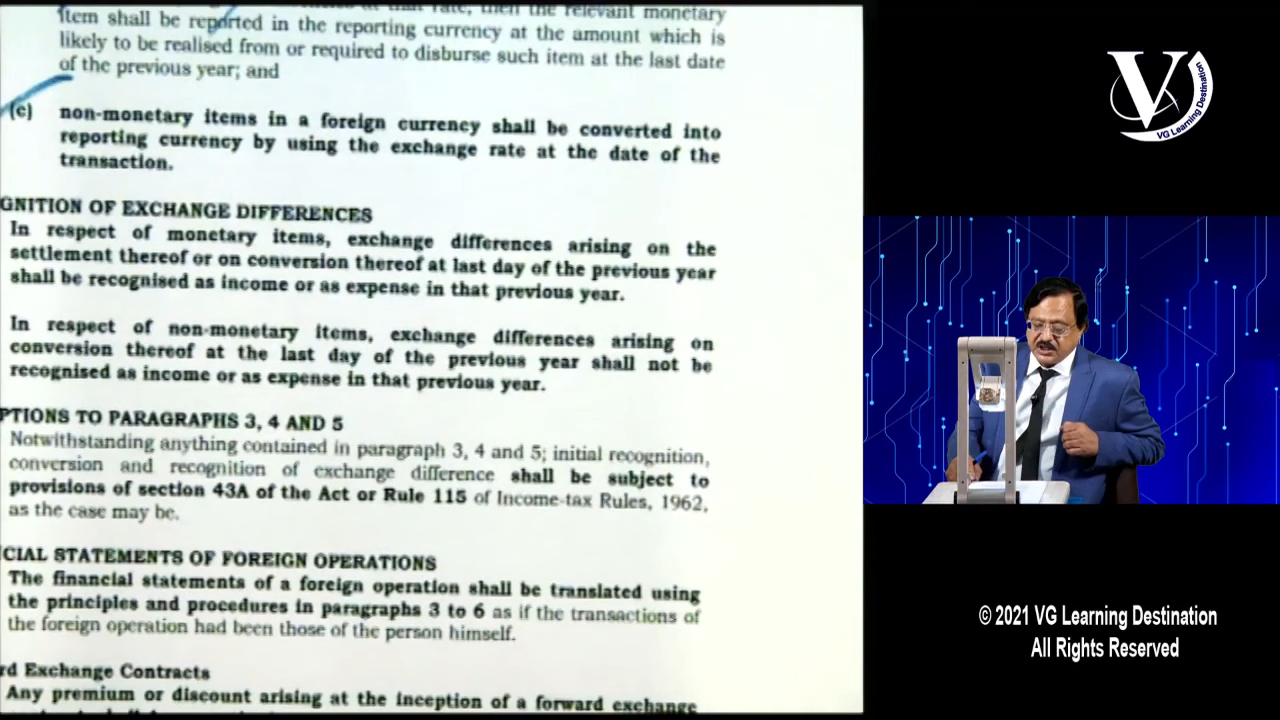 at that rate, then the relevant monetary
item shall be reported in the reporting currency at the amount which is
likely to be realised from or required to disburse such item at the last date
of the previous year; and
(c) non-monetary items in a foreign currency shall be converted into
reporting currency by using the exchange rate at the date of the
transaction.
GNITION OF EXCHANGE DIFFERENCES
In respect of monetary items, exchange differences arising on the
settlement thereof or on conversion thereof at last day of the previous year
shall be recognised as income or as expense in that previous year.
In respect of non-monetary items, exchange differences arising on
conversion thereof at the last day of the previous year shall not be
recognised as income or as expense in that previous year.
PTIONS TO PARAGRAPHS 3, 4 AND 5
Notwithstanding anything contained in paragraph 3, 4 and 5; initial recognition,
conversion and recognition of exchange difference shall be subject to
provisions of section 43A of the Act or Rule 115 of Income-tax Rules, 1962,
as the case may be.
CIAL STATEMENTS OF FOREIGN OPERATIONS
The financial statements of a foreign operation shall be translated using
the principles and procedures in paragraphs 3 to 6 as if the transactions of
the foreign operation had been those of the person himself.
rd Exchange Contracts
Any premium or discount arising at the inception of a forward exchange
V
VG Learning Destination
© 2021 VG Learning Destination
All Rights Reserved